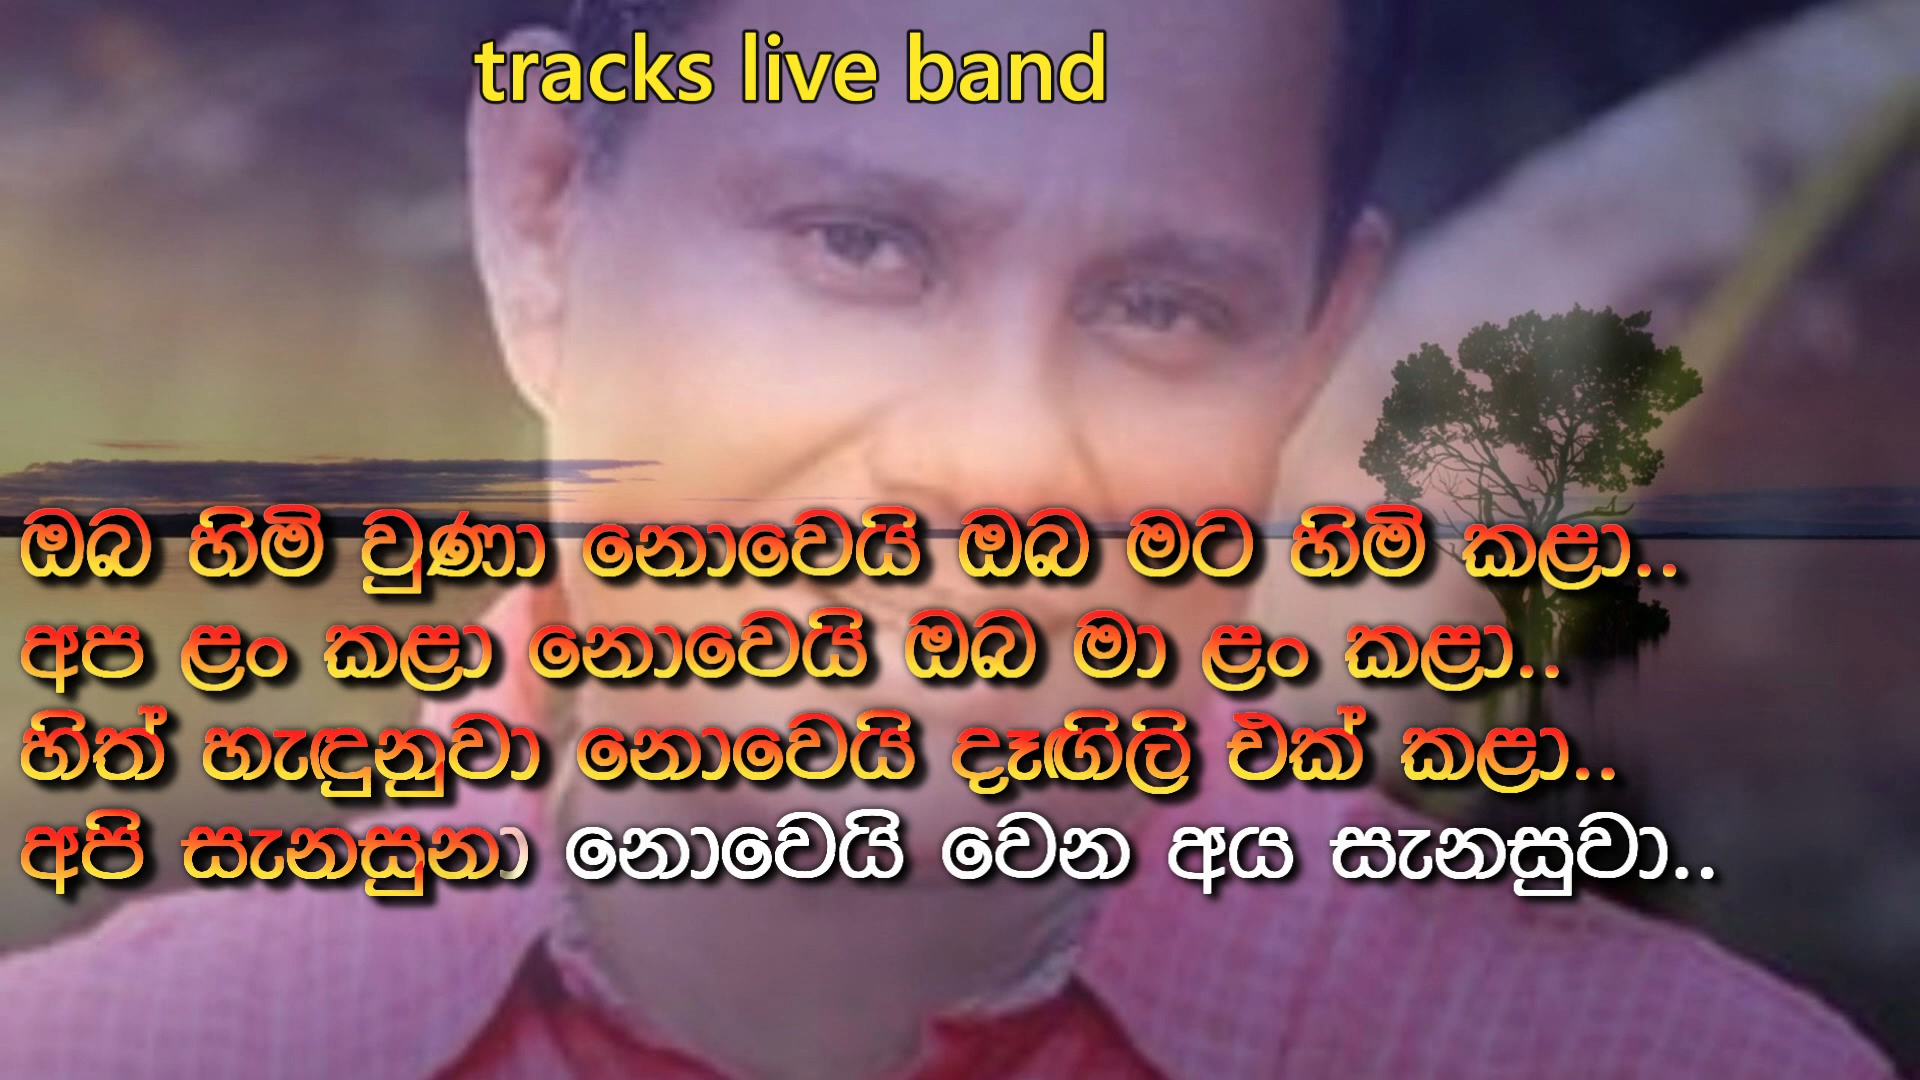 tracks live band
ඔබ හිමි වුණා නොවෙයි ඔබ මට හිමි කළා..
අප ළං කළා නොවෙයි ඔබ මා ළං කළා..
හිත් හැඳුනුවා නොවෙයි දෑඟිලි එක් කළා..
අපි සැනසුනා නොවෙයි වෙන අය සැනසුවා..